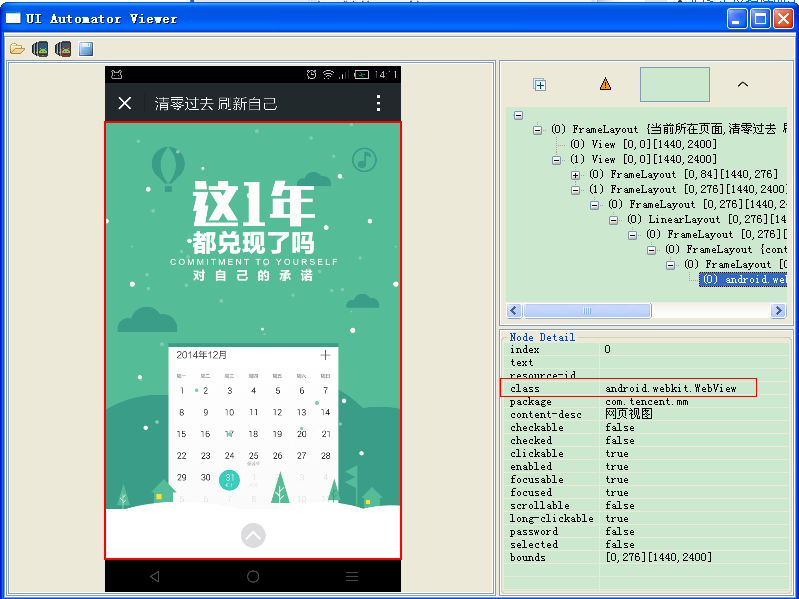 UI Automator Viewer
14:11
清零过去 刷新自己
这1年
都兑现了吗
COMMITMENT TO YOURSELF
对自己的承诺
2014年12月
周一 周二 周三 周四 周五 周六 周日
1 2 3 4 5 6 7
8 9 10 11 12 13 14
15 16 17 18 19 20 21
22 23 24 25 26 27 28
29 30 31 1 2 3 4
5 6 7 8 9 10
(0) FrameLayout {当前所在页面,清零过去
(0) View [0,0][1440,2400]
(1) View [0,0][1440,2400]
(0) FrameLayout [0,84][1440,276]
(1) FrameLayout [0,276][1440,2400]
(0) FrameLayout [0,276][1440,2
(0) LinearLayout [0,276][14
(0) FrameLayout [0,276][
(0) FrameLayout {cont
(0) FrameLayout [0
(0) android.we
Node Detail
index 0
text
resource-id
class android.webkit.WebView
package com.tencent.mm
content-desc 网页视图
checkable false
checked false
clickable true
enabled true
focusable true
focused true
scrollable false
long-clickable true
password false
selected false
bounds [0,276][1440,2400]